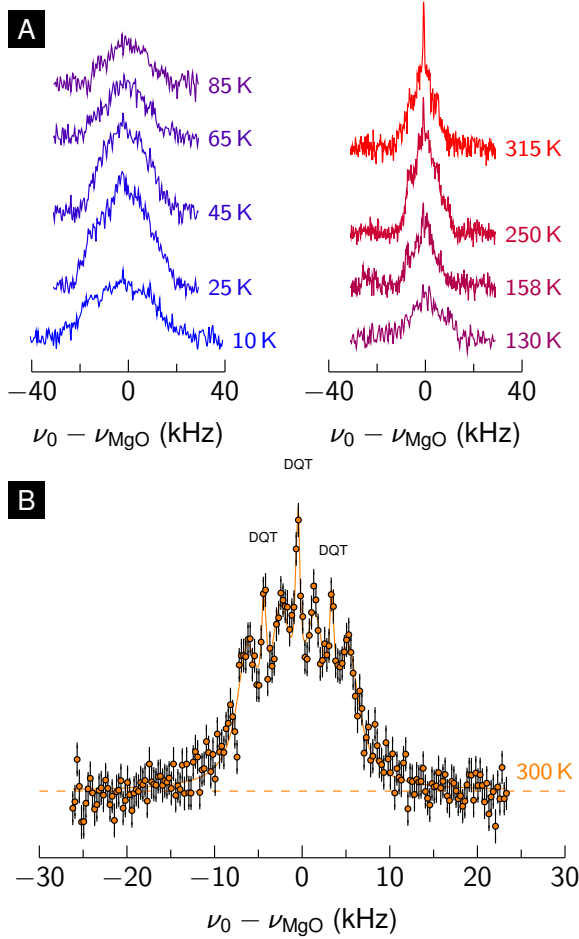 A
85 K
65 K
45 K
25 K
10 K
315 K
250 K
158 K
130 K
−40 0 40
−40 0 40
ν0 − νMgO (kHz)
ν0 − νMgO (kHz)
B
DQT
DQT
DQT
300 K
−30 −20 −10 0 10 20 30
ν0 − νMgO (kHz)